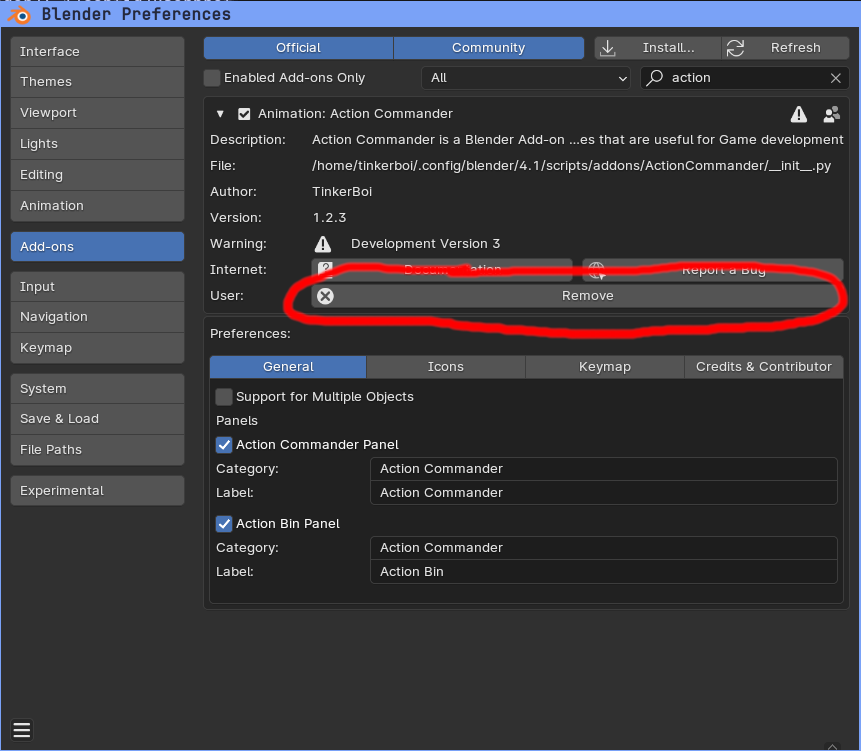 Blender Preferences
Interface
Themes
Viewport
Lights
Editing
Animation
Add-ons
Input
Navigation
Keymap
System
Save & Load
File Paths
Experimental
Official Community Install... Refresh
Enabled Add-ons Only All action
Animation: Action Commander
Description: Action Commander is a Blender Add-on ...es that are useful for Game development
File: /home/tinkerboi/.config/blender/4.1/scripts/addons/ActionCommander/__init__.py
Author: TinkerBoi
Version: 1.2.3
Warning: Development Version 3
Internet: Documentation Report a Bug
User: Remove
Preferences:
General Icons Keymap Credits & Contributor
Support for Multiple Objects
Panels
Action Commander Panel
Category: Action Commander
Label: Action Commander
Action Bin Panel
Category: Action Commander
Label: Action Bin